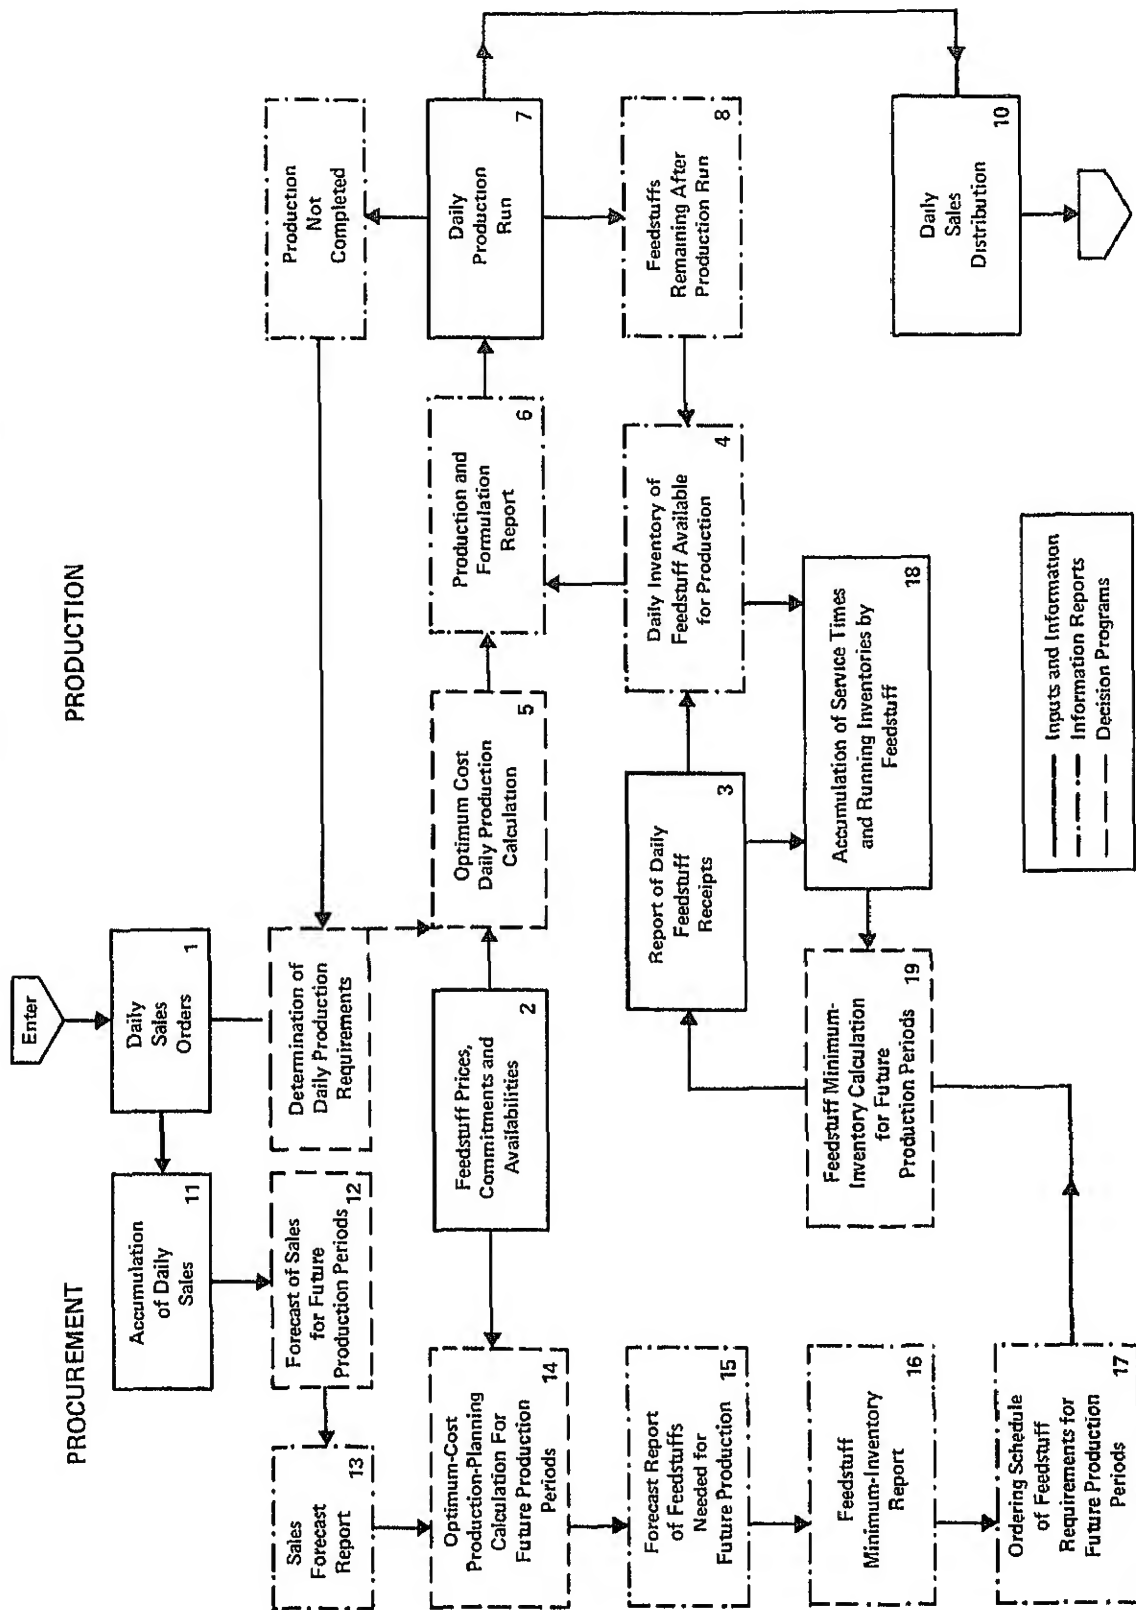 PROCUREMENT
PRODUCTION
Enter
Daily
Sales
Orders
1
Accumulation
of Daily
Sales
11
Forecast of Sales
for Future
Production Periods
12
Sales
Forecast
Report
13
Determination of
Daily Production
Requirements
Production
Not
Completed
Optimum-Cost
Production-Planning
Calculation For
Future Production
Periods
14
Feedstuff Prices,
Commitments and
Availabilities
2
Optimum Cost
Daily Production
Calculation
5
Production and
Formulation
Report
6
Daily
Production
Run
7
Forecast Report
of Feedstuffs
Needed for
Future Production
15
Report of Daily
Feedstuff
Receipts
3
Daily Inventory of
Feedstuff Available
for Production
4
Feedstuffs
Remaining After
Production Run
8
Feedstuff
Minimum-Inventory
Report
16
Feedstuff Minimum-
Inventory Calculation
for Future
Production Periods
19
Accumulation of Service Times
and Running Inventories by
Feedstuff
18
Daily
Sales
Distribution
10
Ordering Schedule
of Feedstuff
Requirements for
Future Production
Periods
17
Inputs and Information
Information Reports
Decision Programs